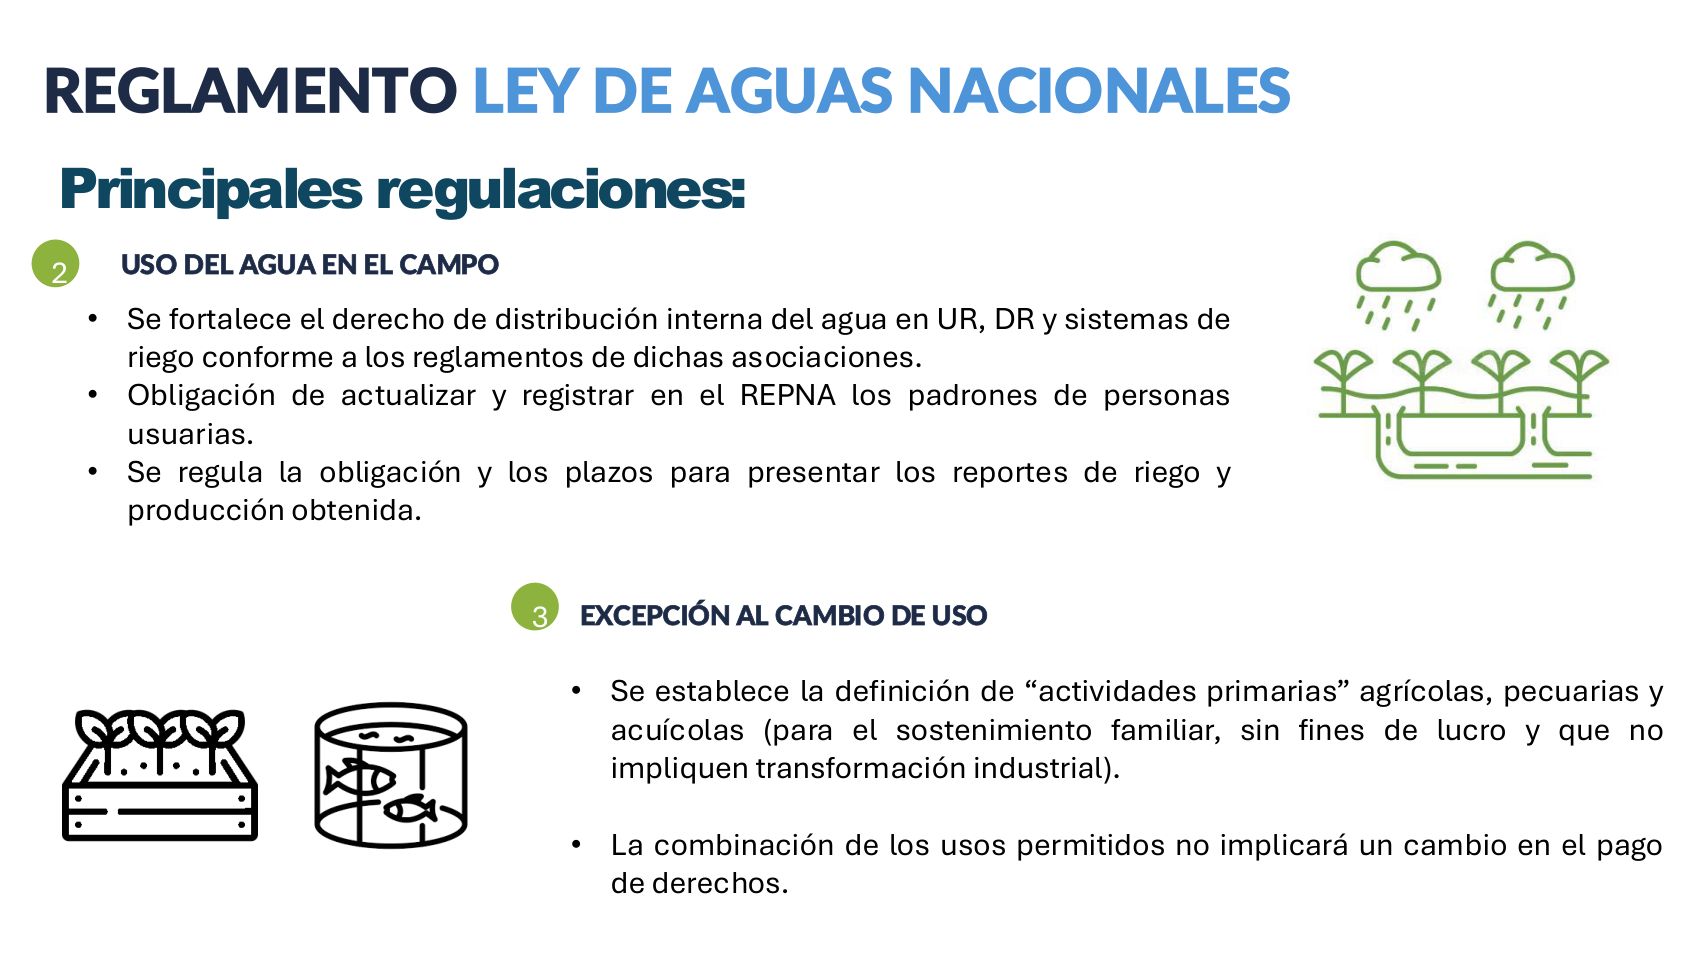 REGLAMENTO LEY DE AGUAS NACIONALES
Principales regulaciones:
2 USO DEL AGUA EN EL CAMPO
• Se fortalece el derecho de distribución interna del agua en UR, DR y sistemas de
riego conforme a los reglamentos de dichas asociaciones.
• Obligación de actualizar y registrar en el REPNA los padrones de personas
usuarias.
• Se regula la obligación y los plazos para presentar los reportes de riego y
producción obtenida.
3 EXCEPCIÓN AL CAMBIO DE USO
• Se establece la definición de “actividades primarias” agrícolas, pecuarias y
acuícolas (para el sostenimiento familiar, sin fines de lucro y que no
impliquen transformación industrial).
• La combinación de los usos permitidos no implicará un cambio en el pago
de derechos.